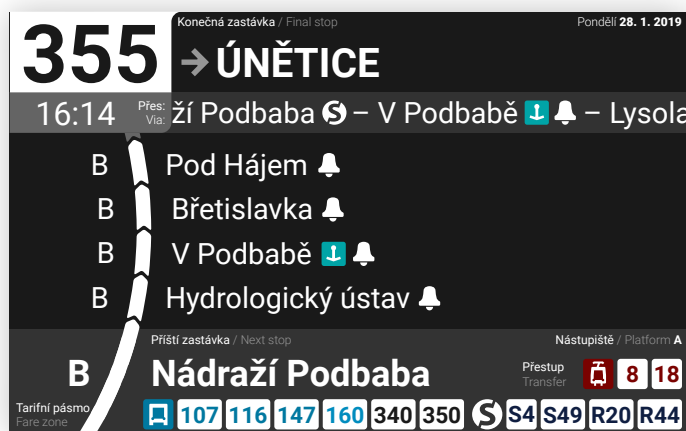 355
Konečná zastávka / Final stop
Pondělí 28. 1. 2019
ÚNĚTICE
16:14
Přes:
Via:
ží Podbaba S – V Podbabě – Lysola
B Pod Hájem
B Břetislavka
B V Podbabě
B Hydrologický ústav
Příští zastávka / Next stop
Nástupiště / Platform A
B Nádraží Podbaba
Přestup
Transfer
8 18
Tarifní pásmo
Fare zone
107 116 147 160 340 350 S S4 S49 R20 R44